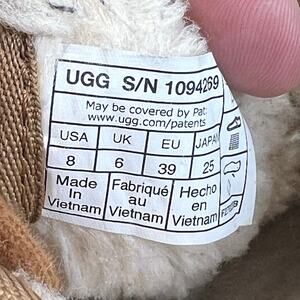 UGG S/N 1094269
May be covered by Pat:
www.ugg.com/patents
USA UK EU JAPAN
8 6 39 25
Made In Vietnam
Fabriqué au Vietnam
Hecho en Vietnam